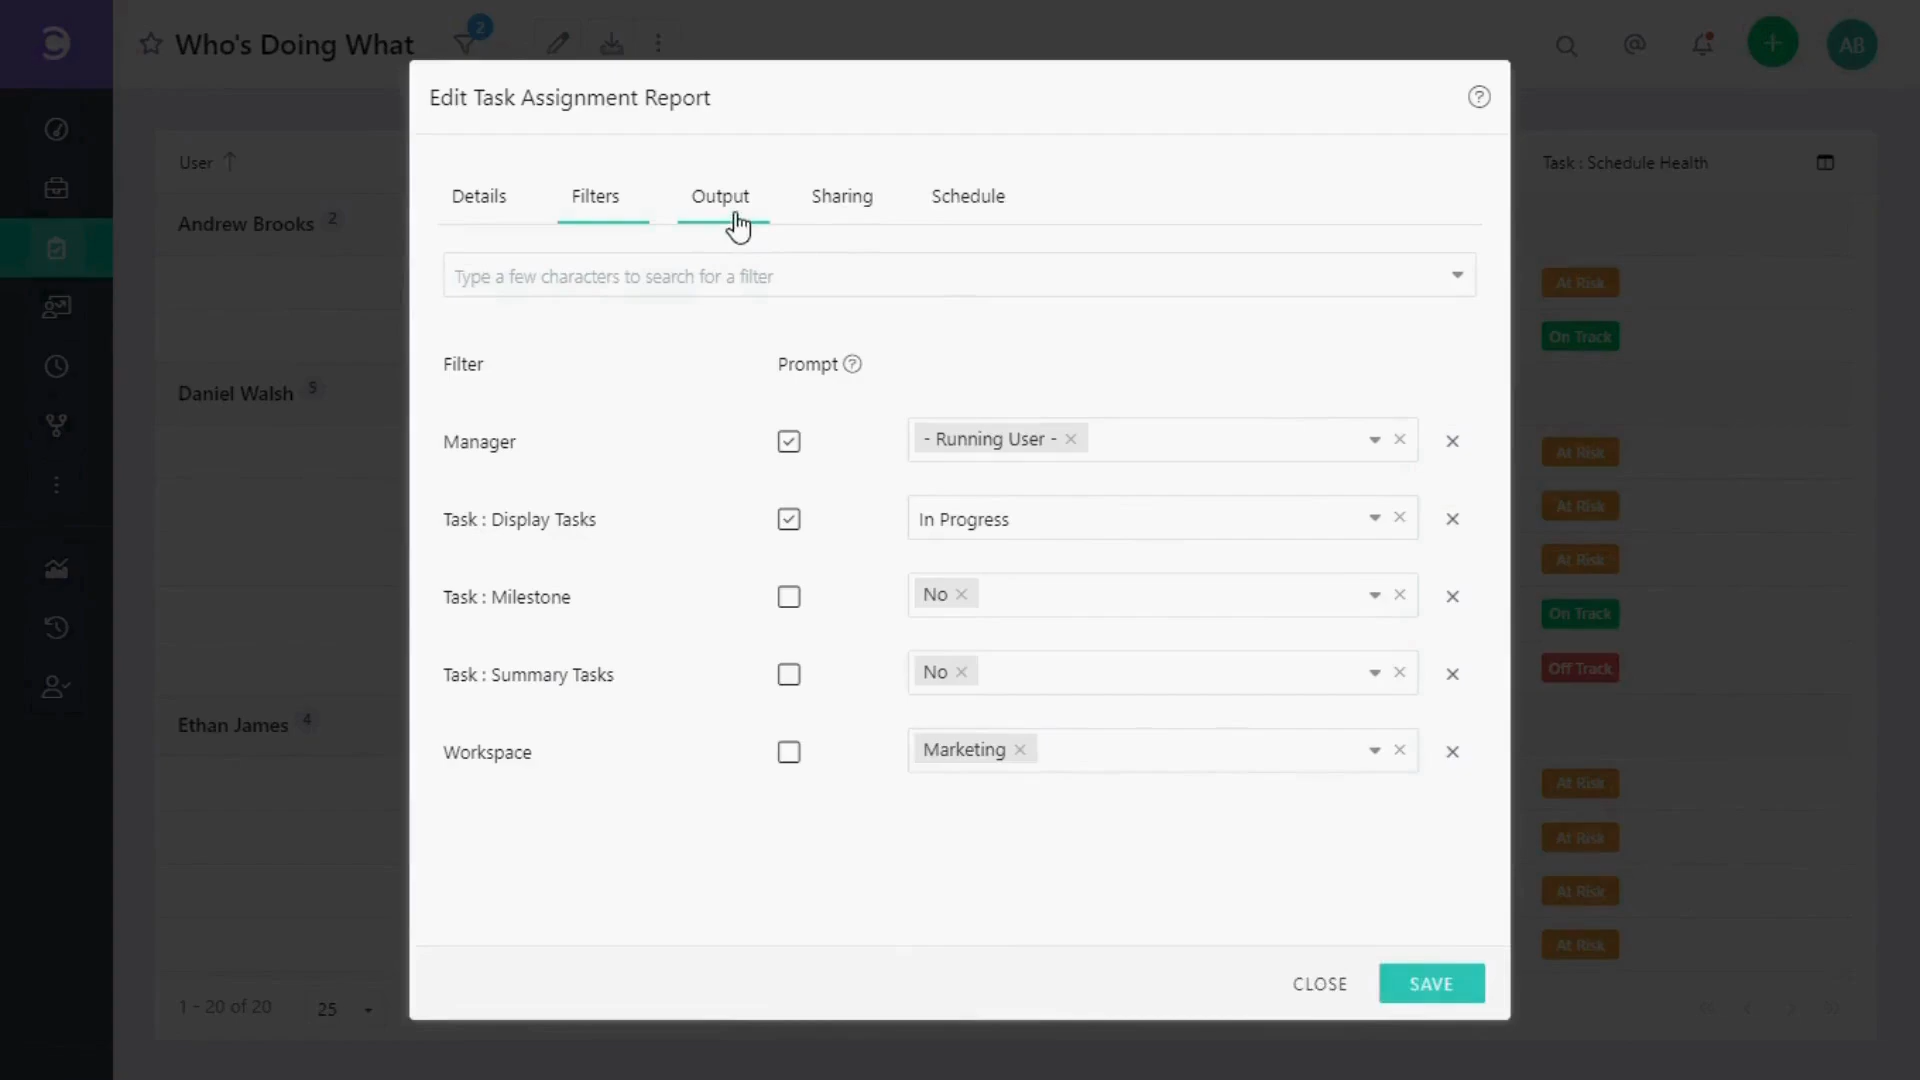 Who's Doing What
2
AB
Edit Task Assignment Report
Details Filters Output Sharing Schedule
Type a few characters to search for a filter
Filter Prompt
Manager - Running User -
Task : Display Tasks In Progress
Task : Milestone No
Task : Summary Tasks No
Workspace Marketing
CLOSE SAVE
User
Andrew Brooks 2
Daniel Walsh 5
Ethan James 4
1 - 20 of 20 25
Task : Schedule Health
At Risk
On Track
At Risk
At Risk
At Risk
On Track
Off Track
At Risk
At Risk
At Risk
At Risk